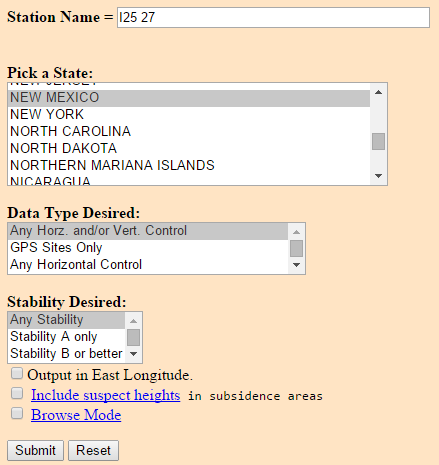 Station Name = I25 27
Pick a State:
NEW JERSEY
NEW MEXICO
NEW YORK
NORTH CAROLINA
NORTH DAKOTA
NORTHERN MARIANA ISLANDS
NICARAGUA
Data Type Desired:
Any Horz. and/or Vert. Control
GPS Sites Only
Any Horizontal Control
Stability Desired:
Any Stability
Stability A only
Stability B or better
Output in East Longitude.
Include suspect heights in subsidence areas
Browse Mode
Submit Reset